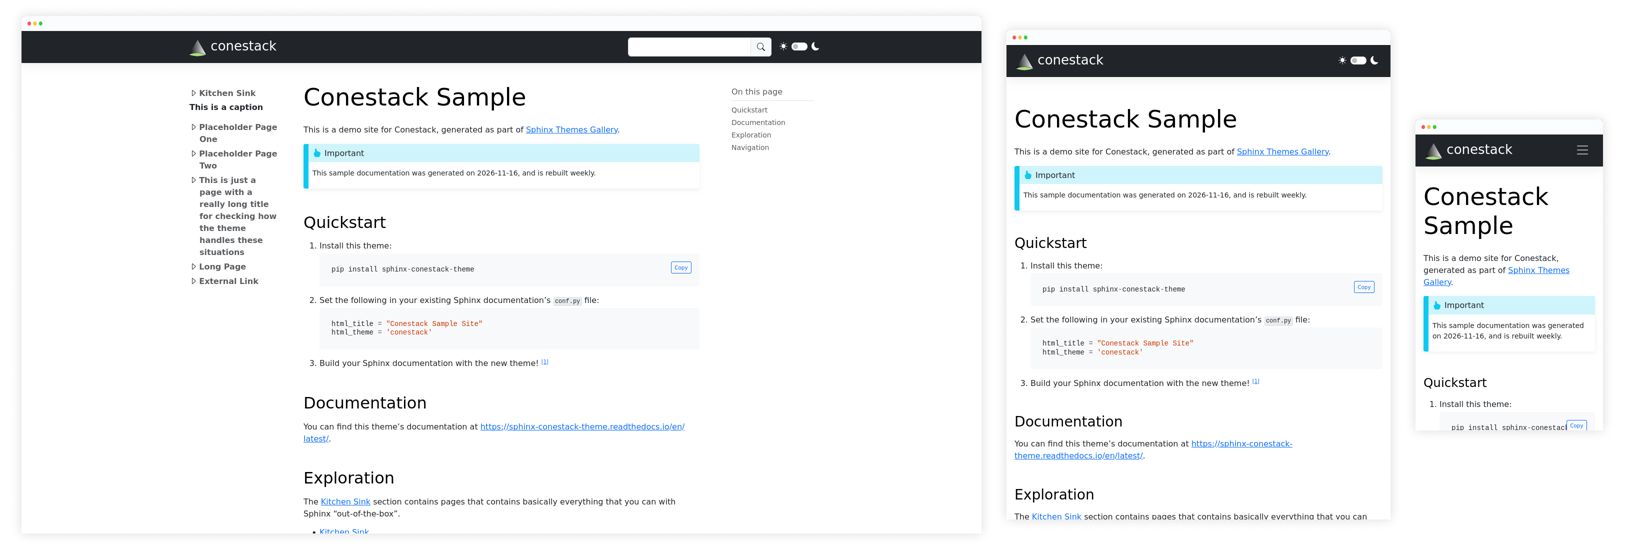 conestack
Kitchen Sink
This is a caption
Placeholder Page
One
Placeholder Page
Two
This is just a
page with a
really long title
for checking how
the theme
handles these
situations
Long Page
External Link
Conestack Sample
This is a demo site for Conestack, generated as part of Sphinx Themes Gallery.
Important
This sample documentation was generated on 2026-11-16, and is rebuilt weekly.
Quickstart
1. Install this theme:
pip install sphinx-conestack-theme
Copy
2. Set the following in your existing Sphinx documentation’s conf.py file:
html_title = "Conestack Sample Site"
html_theme = 'conestack'
3. Build your Sphinx documentation with the new theme! [1]
Documentation
You can find this theme’s documentation at https://sphinx-conestack-theme.readthedocs.io/en/
latest/.
Exploration
The Kitchen Sink section contains pages that contains basically everything that you can with
Sphinx “out-of-the-box”.
• Kitchen Sink
On this page
Quickstart
Documentation
Exploration
Navigation
conestack
Conestack Sample
This is a demo site for Conestack, generated as part of Sphinx Themes Gallery.
Important
This sample documentation was generated on 2026-11-16, and is rebuilt weekly.
Quickstart
1. Install this theme:
pip install sphinx-conestack-theme
Copy
2. Set the following in your existing Sphinx documentation’s conf.py file:
html_title = "Conestack Sample Site"
html_theme = 'conestack'
3. Build your Sphinx documentation with the new theme! [1]
Documentation
You can find this theme’s documentation at https://sphinx-conestack-
theme.readthedocs.io/en/latest/.
Exploration
The Kitchen Sink section contains pages that contains basically everything that you can
conestack
Conestack
Sample
This is a demo site for Conestack,
generated as part of Sphinx Themes
Gallery.
Important
This sample documentation was generated
on 2026-11-16, and is rebuilt weekly.
Quickstart
1. Install this theme:
pip install sphinx-conestac
Copy